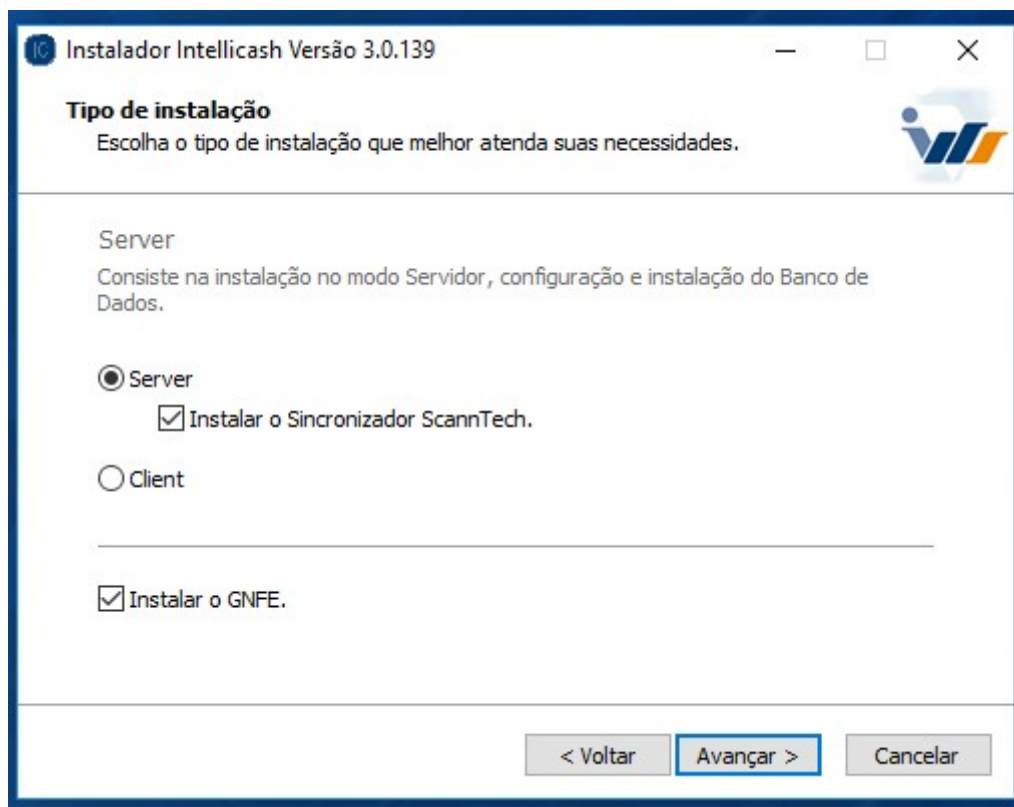 IC Instalador Intellicash Versão 3.0.139
Tipo de instalação
Escolha o tipo de instalação que melhor atenda suas necessidades.
Server
Consiste na instalação no modo Servidor, configuração e instalação do Banco de
Dados.
Server
Instalar o Sincronizador ScannTech.
Client
Instalar o GNFE.
< Voltar
Avançar >
Cancelar